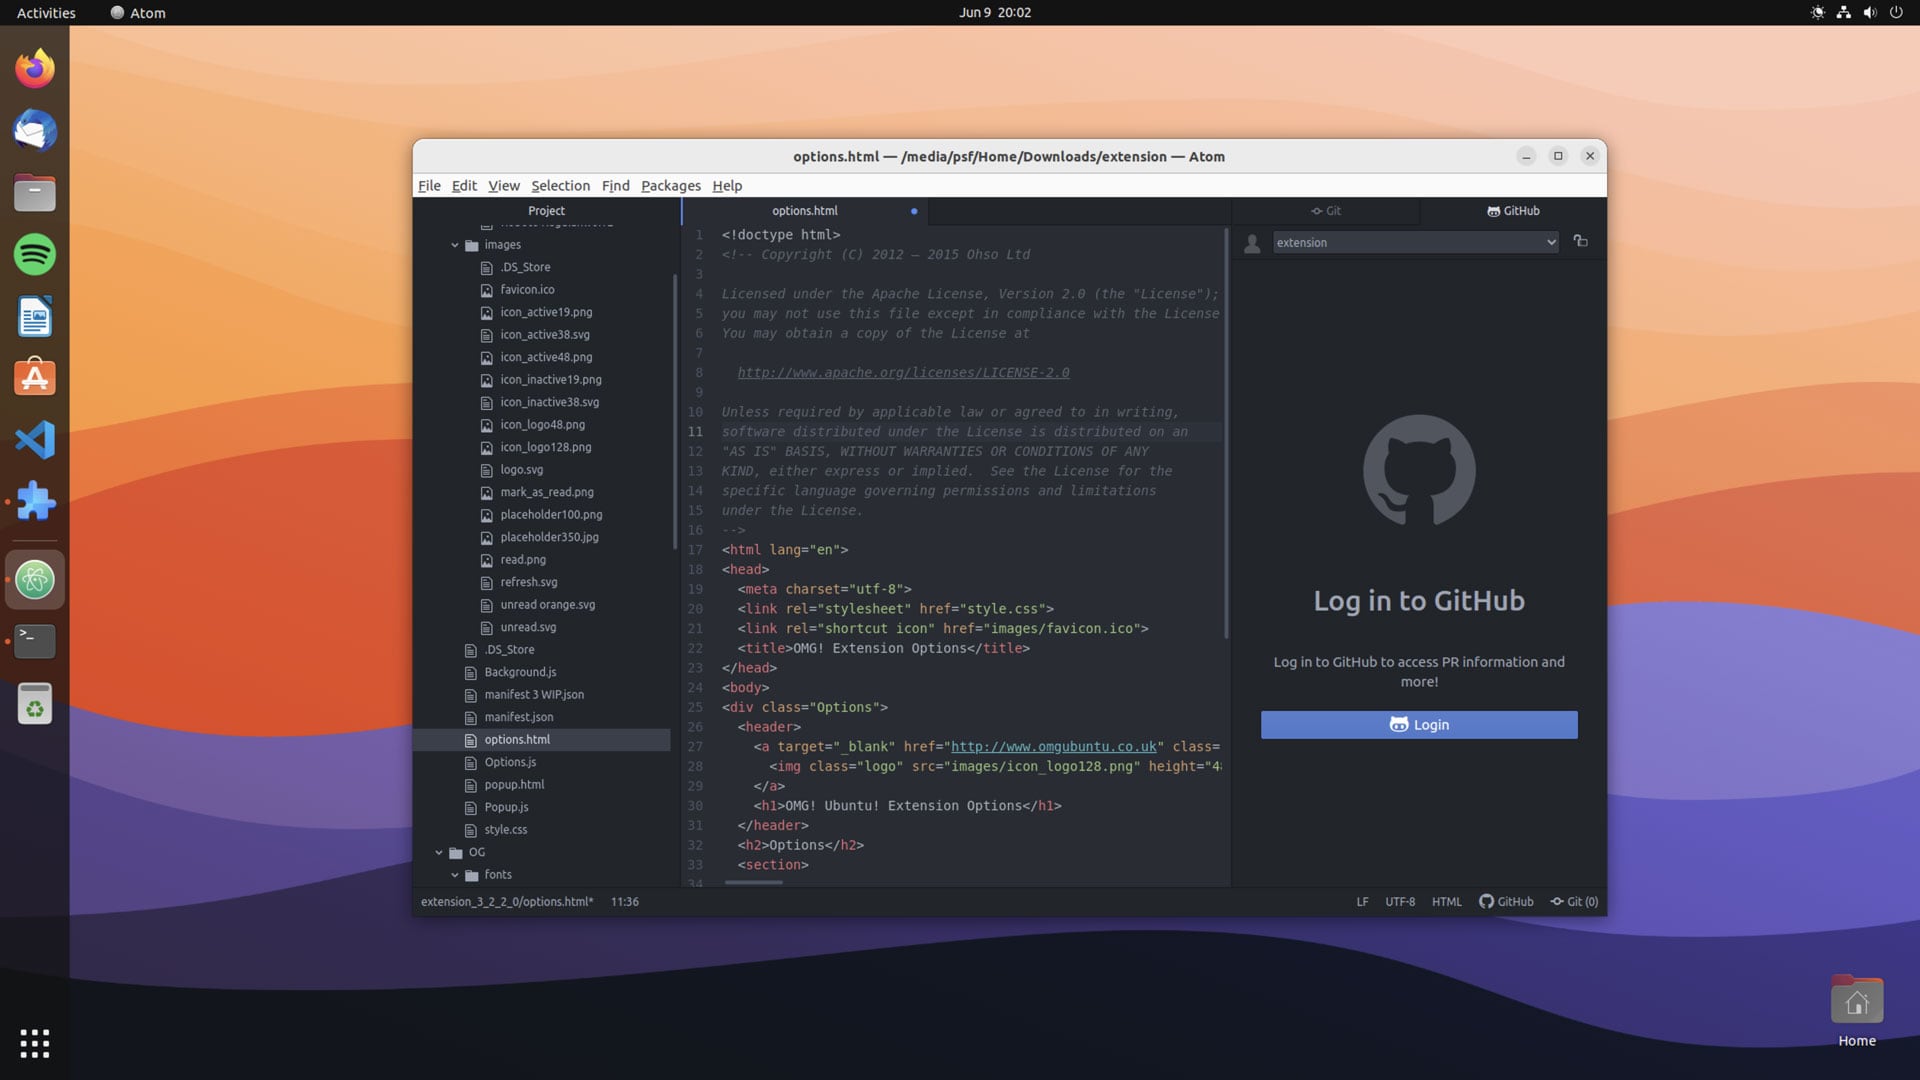 Activities
Atom
Jun 9 20:02
options.html — /media/psf/Home/Downloads/extension — Atom
File Edit View Selection Find Packages Help
Project
images
.DS_Store
favicon.ico
icon_active19.png
icon_active38.svg
icon_active48.png
icon_inactive19.png
icon_inactive38.svg
icon_logo48.png
icon_logo128.png
logo.svg
mark_as_read.png
placeholder100.png
placeholder350.jpg
read.png
refresh.svg
unread orange.svg
unread.svg
.DS_Store
Background.js
manifest 3 WIP.json
manifest.json
options.html
Options.js
popup.html
Popup.js
style.css
OG
fonts
options.html
1 <!doctype html>
2 <!-- Copyright (C) 2012 – 2015 Ohso Ltd
3
4 Licensed under the Apache License, Version 2.0 (the "License");
5 you may not use this file except in compliance with the License
6 You may obtain a copy of the License at
7
8 http://www.apache.org/licenses/LICENSE-2.0
9
10 Unless required by applicable law or agreed to in writing,
11 software distributed under the License is distributed on an
12 "AS IS" BASIS, WITHOUT WARRANTIES OR CONDITIONS OF ANY
13 KIND, either express or implied.  See the License for the
14 specific language governing permissions and limitations
15 under the License.
16 -->
17 <html lang="en">
18 <head>
19 <meta charset="utf-8">
20 <link rel="stylesheet" href="style.css">
21 <link rel="shortcut icon" href="images/favicon.ico">
22 <title>OMG! Extension Options</title>
23 </head>
24 <body>
25 <div class="Options">
26 <header>
27 <a target="_blank" href="http://www.omgubuntu.co.uk" class=
28 <img class="logo" src="images/icon_logo128.png" height="4
29 </a>
30 <h1>OMG! Ubuntu! Extension Options</h1>
31 </header>
32 <h2>Options</h2>
33 <section>
34
Git
GitHub
extension
Log in to GitHub
Log in to GitHub to access PR information and
more!
Login
extension_3_2_2_0/options.html* 11:36
LF UTF-8 HTML GitHub Git (0)
Home